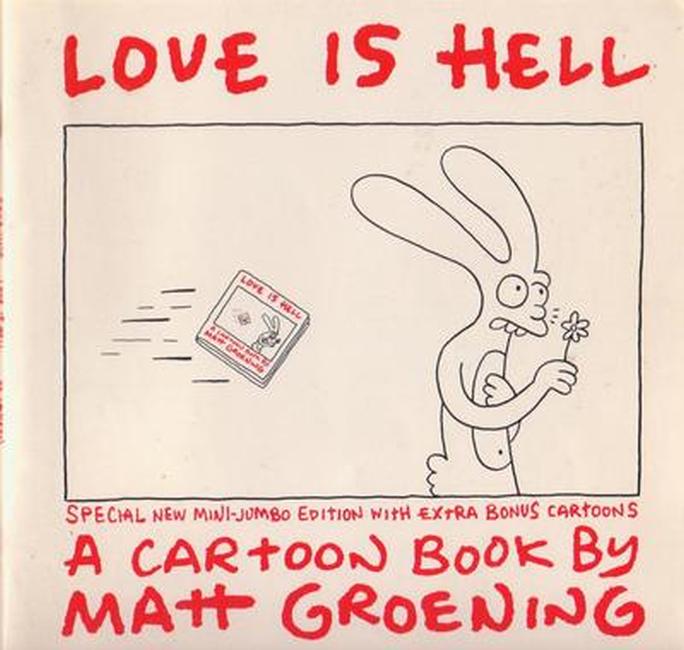 LOVE IS HELL
LOVE IS HELL
A CARTOON BOOK BY
MATT GROENING
SPECIAL NEW MINI-JUMBO EDITION WITH EXTRA BONUS CARTOONS
A CARTOON BOOK BY
MATT GROENING